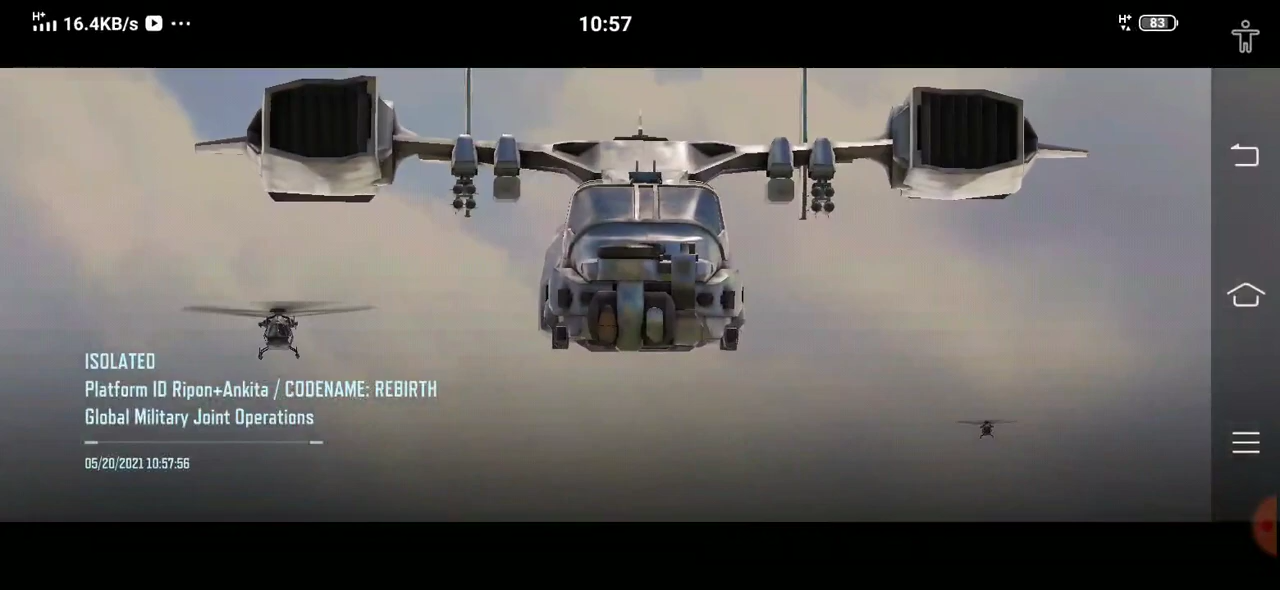 16.4KB/s
10:57
H+
83
ISOLATED
Platform ID Ripon+Ankita / CODENAME: REBIRTH
Global Military Joint Operations
05/20/2021 10:57:56